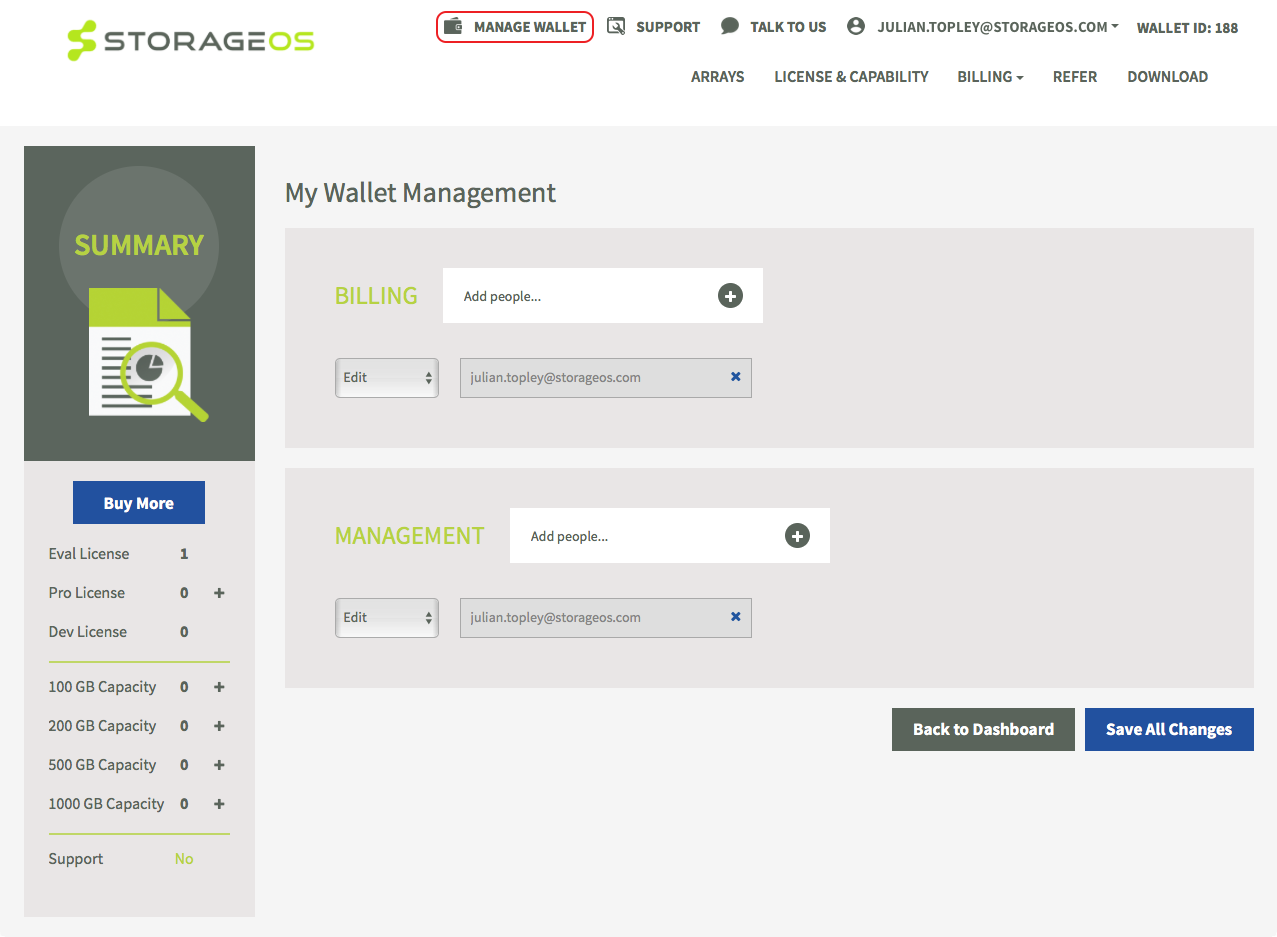 STORAGEOS
MANAGE WALLET SUPPORT TALK TO US JULIAN.TOPLEY@STORAGEOS.COM WALLET ID: 188
ARRAYS LICENSE & CAPABILITY BILLING REFER DOWNLOAD
SUMMARY
Buy More
Eval License 1
Pro License 0 +
Dev License 0
100 GB Capacity 0 +
200 GB Capacity 0 +
500 GB Capacity 0 +
1000 GB Capacity 0 +
Support No
My Wallet Management
BILLING Add people...
Edit julian.topley@storageos.com
MANAGEMENT Add people...
Edit julian.topley@storageos.com
Back to Dashboard Save All Changes